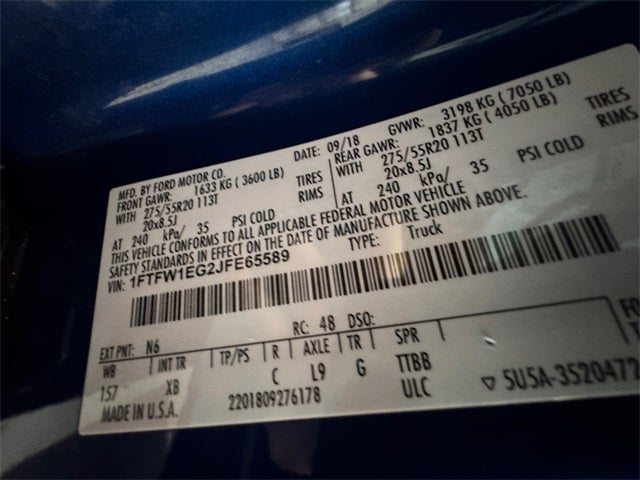 MFD. BY FORD MOTOR CO. DATE: 09/18 GVWR: 3198 KG ( 7050 LB)
FRONT GAWR: 1633 KG ( 3600 LB) REAR GAWR: 1837 KG ( 4050 LB)
WITH 275/55R20 113T TIRES WITH 275/55R20 113T TIRES
20x8.5J RIMS 20x8.5J RIMS
AT 240 kPa/ 35 PSI COLD AT 240 kPa/ 35 PSI COLD
THIS VEHICLE CONFORMS TO ALL APPLICABLE FEDERAL MOTOR VEHICLE
SAFETY STANDARDS IN EFFECT ON THE DATE OF MANUFACTURE SHOWN ABOVE.
VIN: 1FTFW1EG2JFE65589 TYPE: Truck
EXT PNT: N6 RC: 48 DSO:
WB INT TR TP/PS R AXLE TR SPR
157 XB C L9 G TTBB
MADE IN U.S.A. 2201809276178 ULC 5U5A-3520472